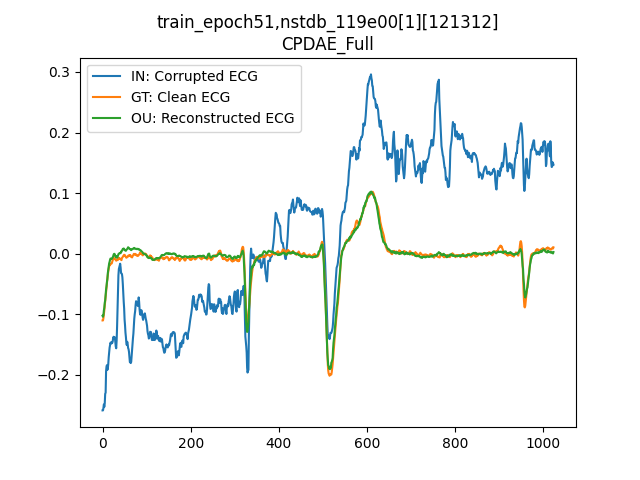 train_epoch51,nstdb_119e00[1][121312]
CPDAE_Full
IN: Corrupted ECG
GT: Clean ECG
OU: Reconstructed ECG
0.3
0.2
0.1
0.0
−0.1
−0.2
0 200 400 600 800 1000